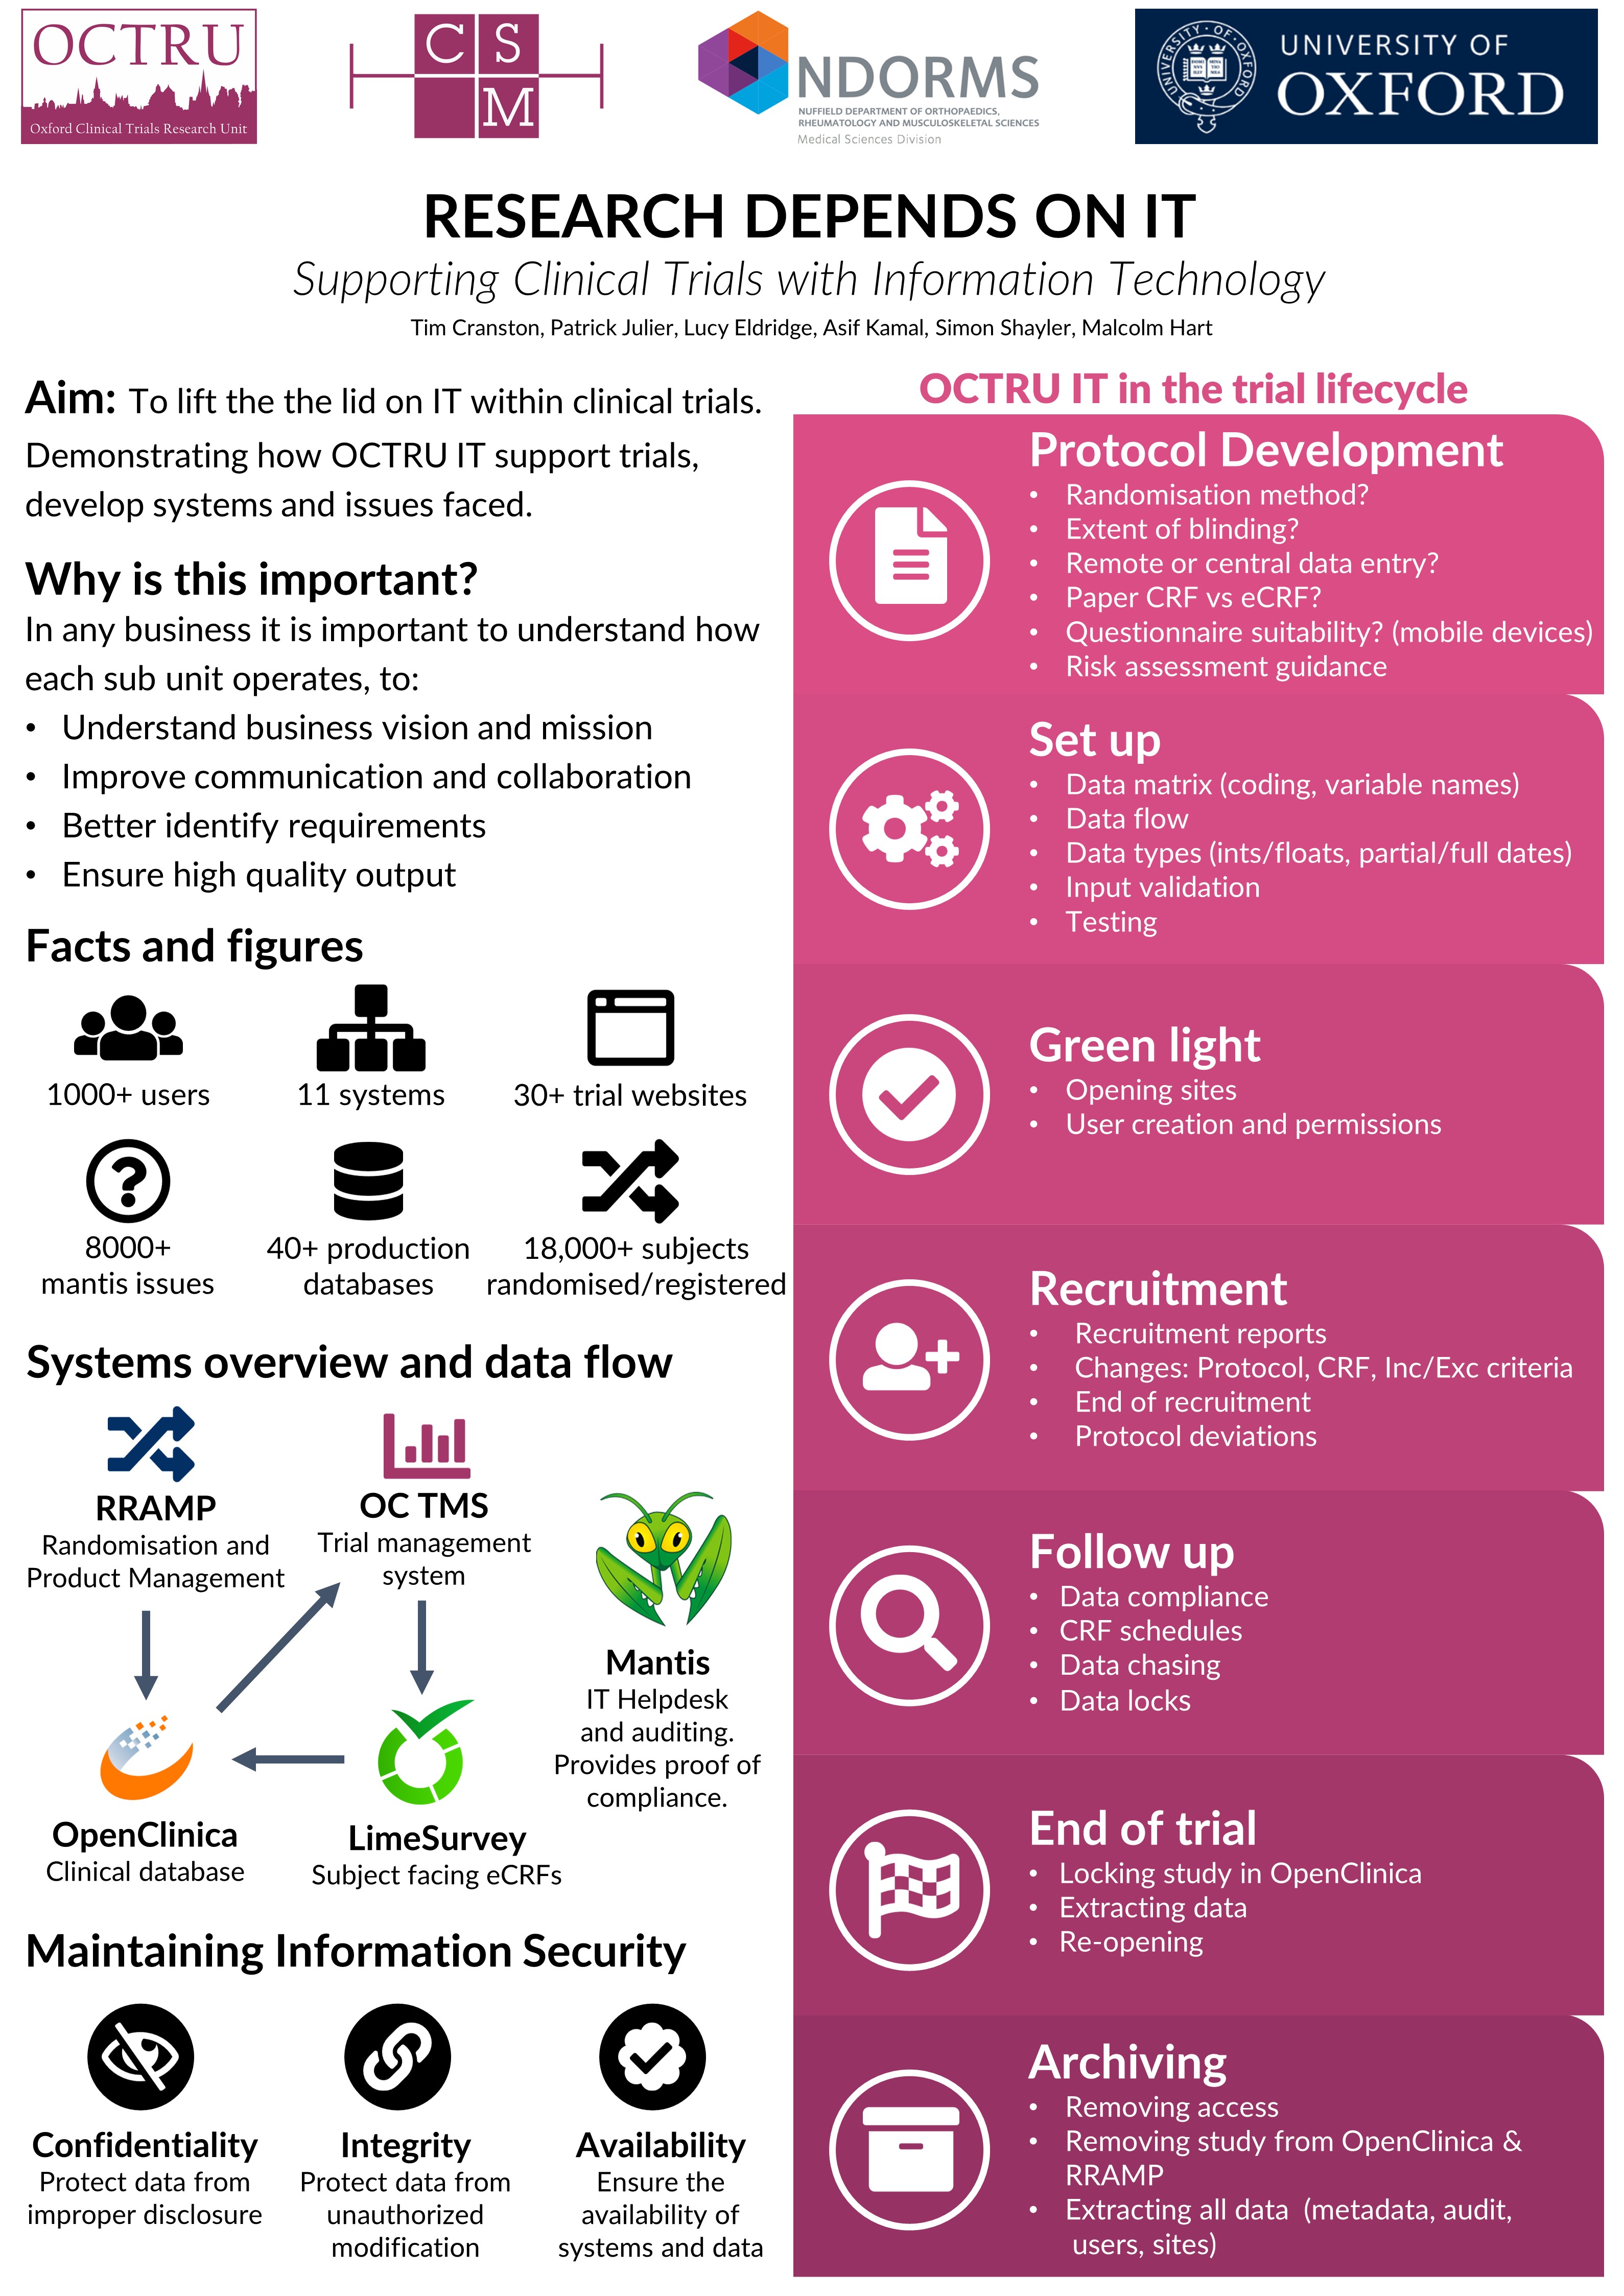 OCTRU
Oxford Clinical Trials Research Unit
C S
M
NDORMS
NUFFIELD DEPARTMENT OF ORTHOPAEDICS,
RHEUMATOLOGY AND MUSCULOSKELETAL SCIENCES
Medical Sciences Division
UNIVERSITY OF
OXFORD
RESEARCH DEPENDS ON IT
Supporting Clinical Trials with Information Technology
Tim Cranston, Patrick Julier, Lucy Eldridge, Asif Kamal, Simon Shayler, Malcolm Hart
Aim: To lift the the lid on IT within clinical trials.
Demonstrating how OCTRU IT support trials,
develop systems and issues faced.
Why is this important?
In any business it is important to understand how
each sub unit operates, to:
• Understand business vision and mission
• Improve communication and collaboration
• Better identify requirements
• Ensure high quality output
Facts and figures
1000+ users
11 systems
30+ trial websites
8000+
mantis issues
40+ production
databases
18,000+ subjects
randomised/registered
Systems overview and data flow
RRAMP
Randomisation and
Product Management
OC TMS
Trial management
system
Mantis
IT Helpdesk
and auditing.
Provides proof of
compliance.
OpenClinica
Clinical database
LimeSurvey
Subject facing eCRFs
Maintaining Information Security
Confidentiality
Protect data from
improper disclosure
Integrity
Protect data from
unauthorized
modification
Availability
Ensure the
availability of
systems and data
OCTRU IT in the trial lifecycle
Protocol Development
• Randomisation method?
• Extent of blinding?
• Remote or central data entry?
• Paper CRF vs eCRF?
• Questionnaire suitability? (mobile devices)
• Risk assessment guidance
Set up
• Data matrix (coding, variable names)
• Data flow
• Data types (ints/floats, partial/full dates)
• Input validation
• Testing
Green light
• Opening sites
• User creation and permissions
Recruitment
• Recruitment reports
• Changes: Protocol, CRF, Inc/Exc criteria
• End of recruitment
• Protocol deviations
Follow up
• Data compliance
• CRF schedules
• Data chasing
• Data locks
End of trial
• Locking study in OpenClinica
• Extracting data
• Re-opening
Archiving
• Removing access
• Removing study from OpenClinica &
RRAMP
• Extracting all data (metadata, audit,
users, sites)